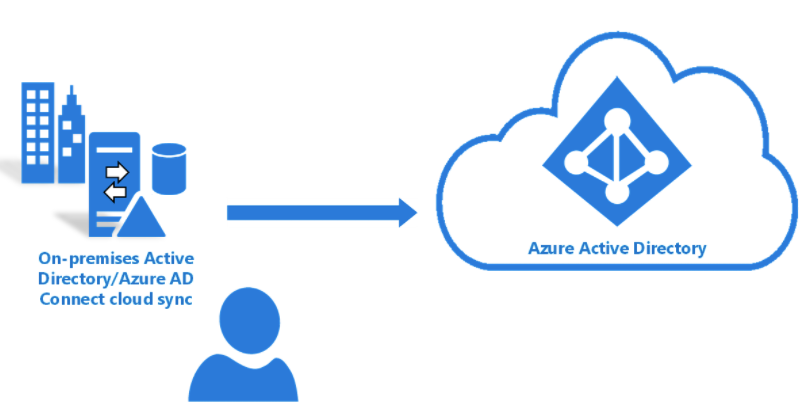 On-premises Active
Directory/Azure AD
Connect cloud sync
Azure Active Directory